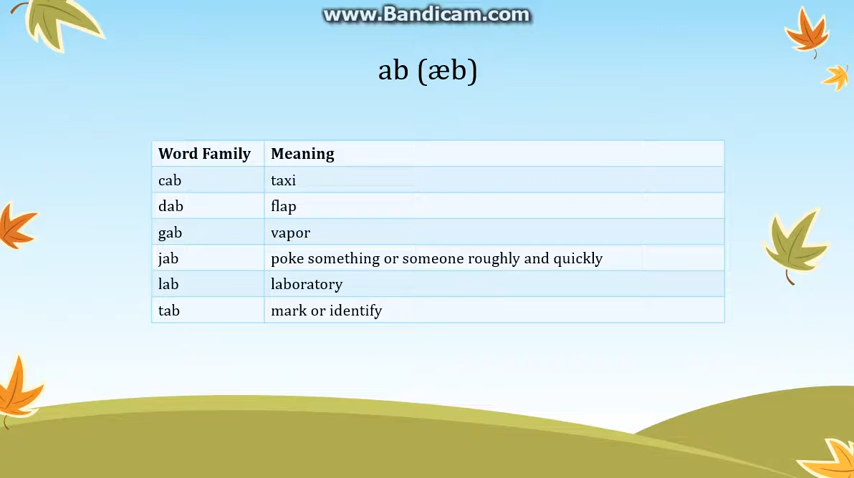 www.Bandicam.com
ab (æb)
Word Family Meaning
cab taxi
dab flap
gab vapor
jab poke something or someone roughly and quickly
lab laboratory
tab mark or identify